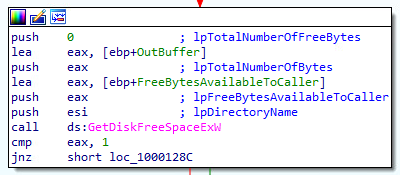 push    0               ; lpTotalNumberOfFreeBytes
lea     eax, [ebp+OutBuffer]
push    eax             ; lpTotalNumberOfBytes
lea     eax, [ebp+FreeBytesAvailableToCaller]
push    eax             ; lpFreeBytesAvailableToCaller
push    esi             ; lpDirectoryName
call    ds:GetDiskFreeSpaceExW
cmp     eax, 1
jnz     short loc_1000128C